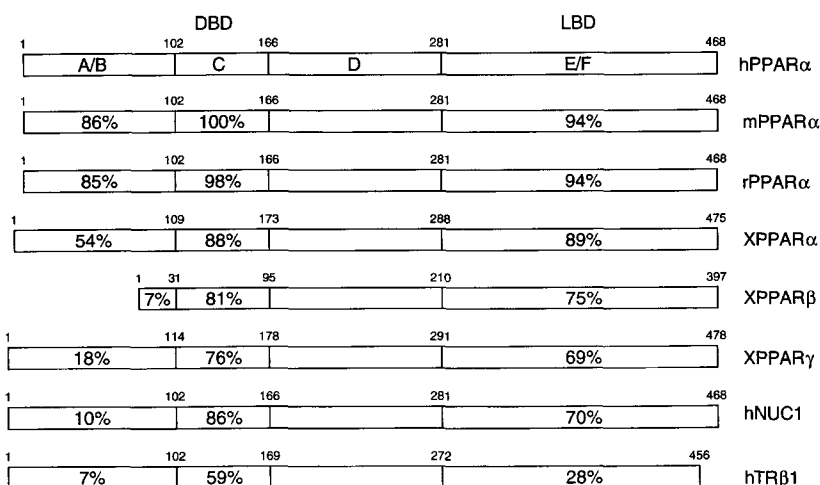 DBD LBD
1 102 166 281 468
A/B C D E/F hPPARα
1 102 166 281 468
86% 100% 94% mPPARα
1 102 166 281 468
85% 98% 94% rPPARα
1 109 173 288 475
54% 88% 89% XPPARα
1 31 95 210 397
7% 81% 75% XPPARβ
1 114 178 291 478
18% 76% 69% XPPARγ
1 102 166 281 468
10% 86% 70% hNUC1
1 102 169 272 456
7% 59% 28% hTRβ1